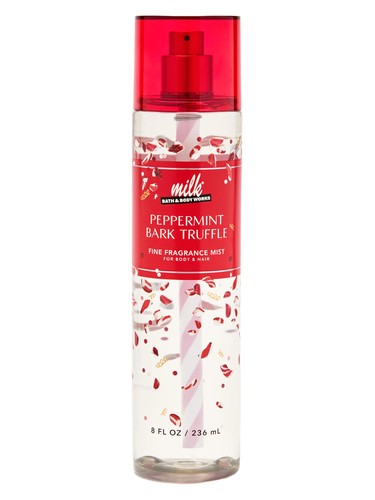 milk
BATH & BODY WORKS
PEPPERMINT
BARK TRUFFLE
FINE FRAGRANCE MIST
FOR BODY & HAIR
8 FL OZ / 236 mL